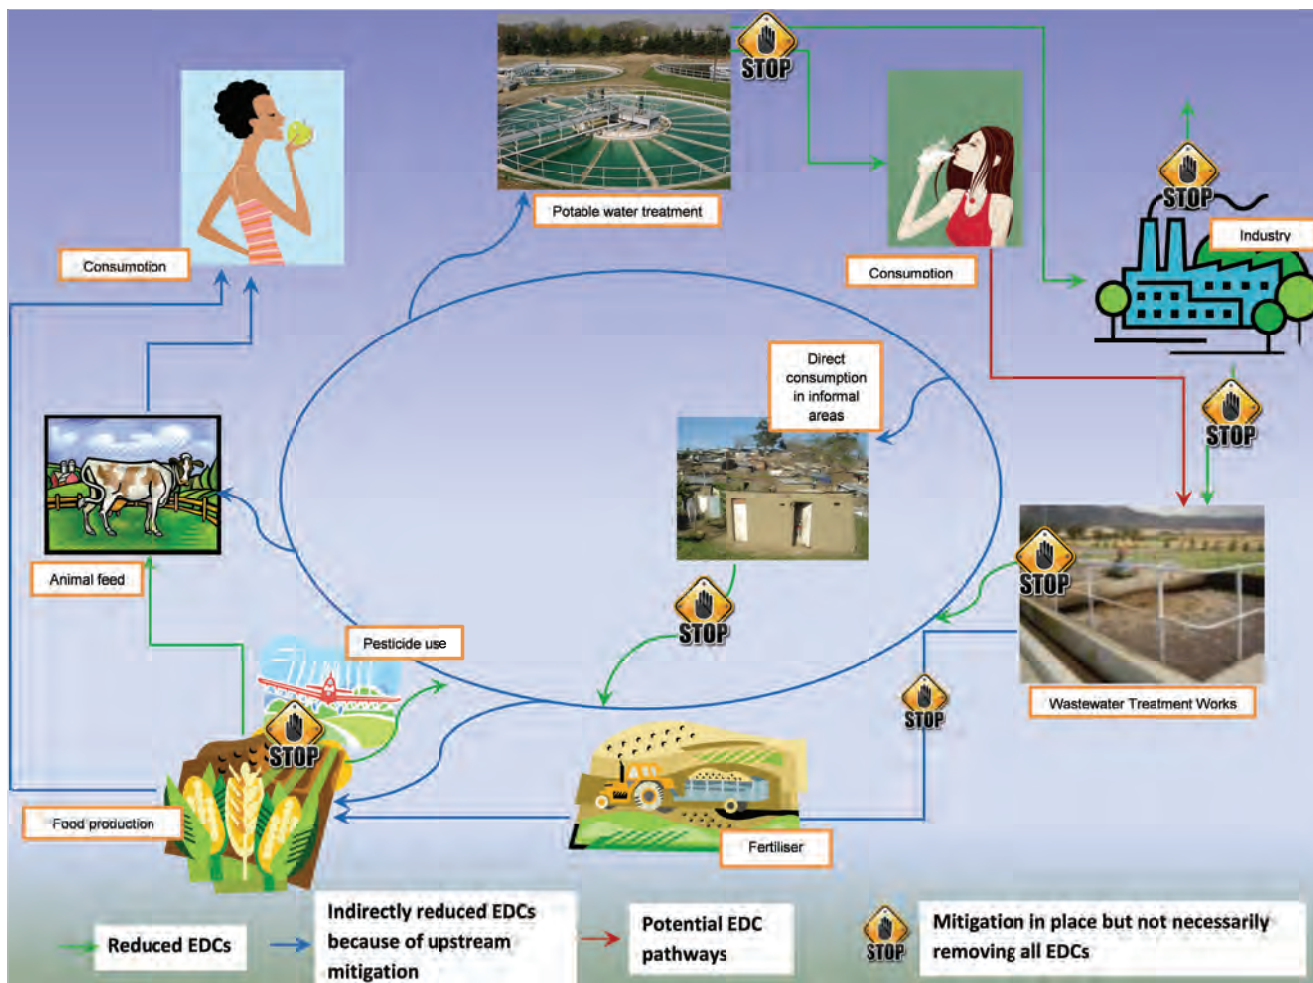 STOP
Potable water treatment
STOP
Industry
Consumption
Consumption
Direct
consumption
in informal
areas
STOP
STOP
Animal feed
STOP
Pesticide use
STOP
Wastewater Treatment Works
STOP
Food production
Fertiliser
Reduced EDCs
Indirectly reduced EDCs
because of upstream
mitigation
Potential EDC
pathways
STOP
Mitigation in place but not necessarily
removing all EDCs